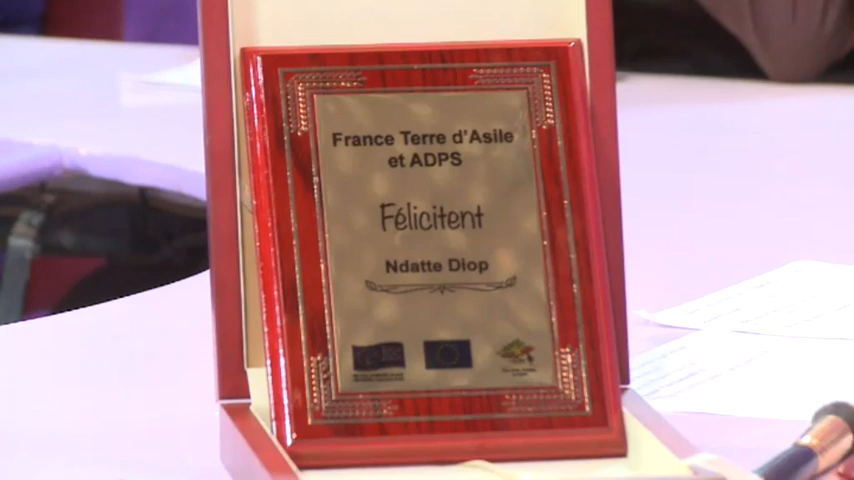 France Terre d'Asile
et ADPS
Félicitent
Ndatte Diop